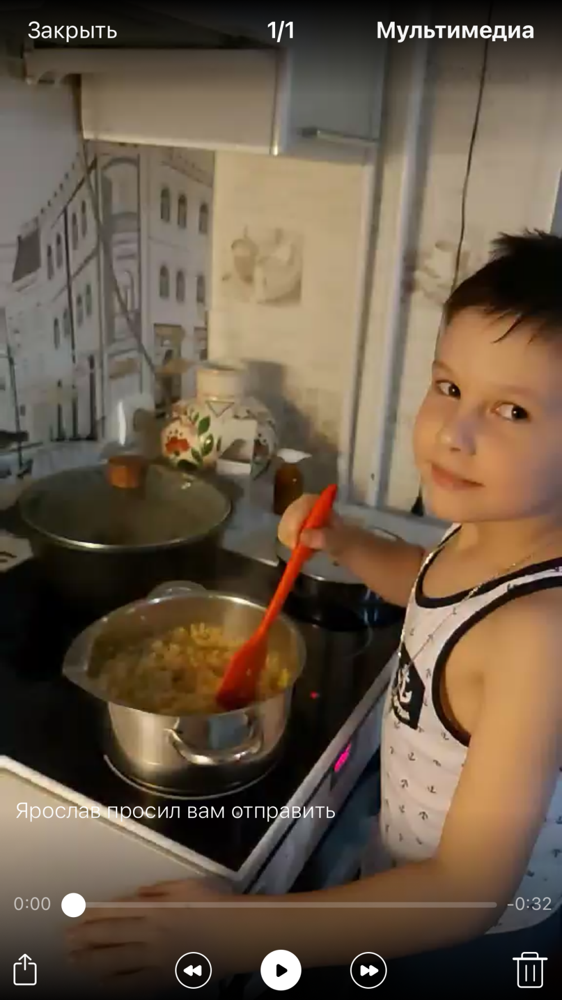 Закрыть 1/1 Мультимедиа
Ярослав просил вам отправить
0:00 -0:32